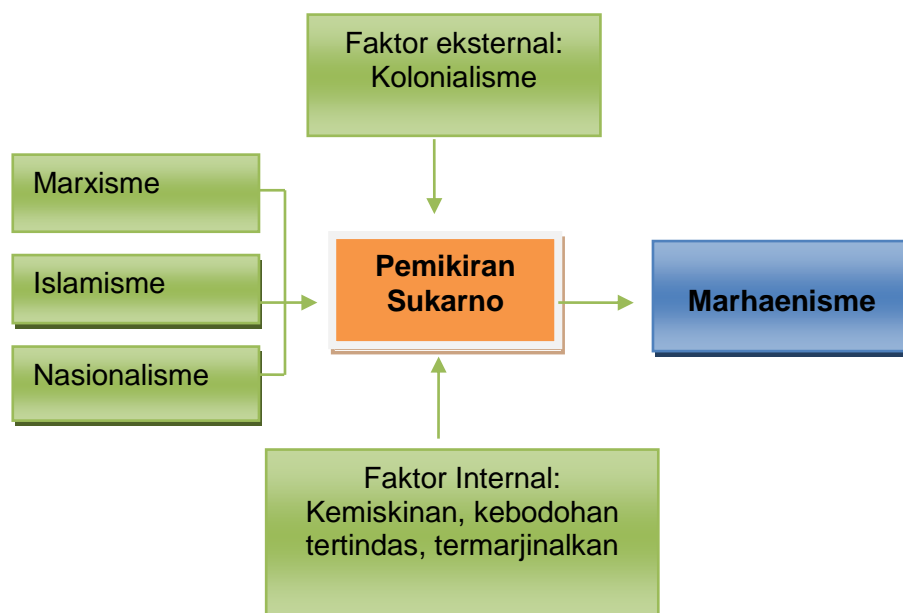 Faktor eksternal:
Kolonialisme
Marxisme
Islamisme
Nasionalisme
Pemikiran
Sukarno
Marhaenisme
Faktor Internal:
Kemiskinan, kebodohan
tertindas, termarjinalkan